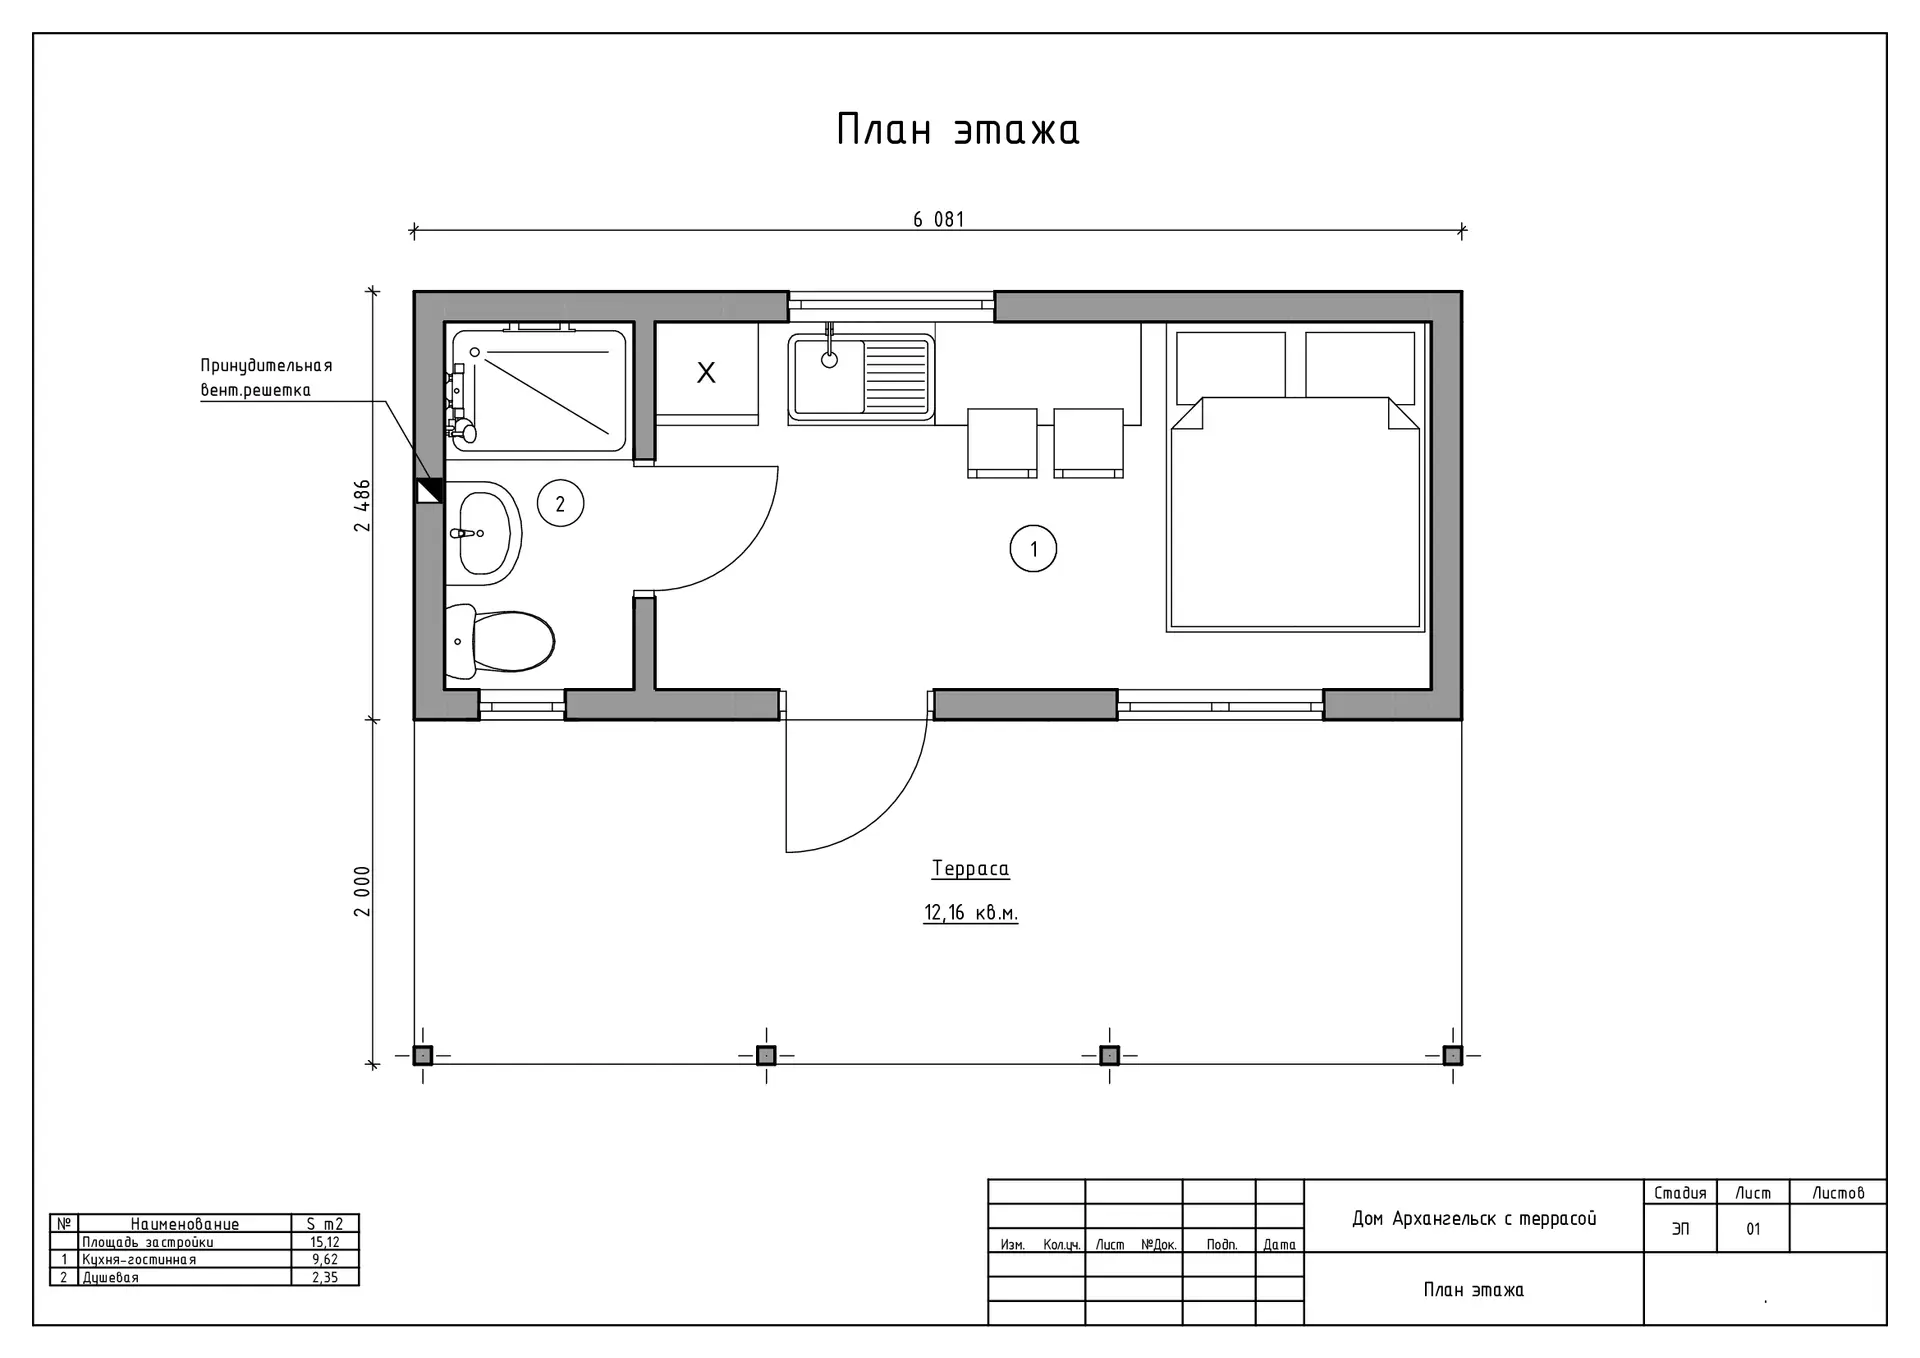 План этажа
6 081
Принудительная
вент.решетка
X
2 486
2
1
2 000
Терраса
12,16 кв.м.
№ Наименование S m2
Площадь застройки 15,12
1 Кухня-гостинная 9,62
2 Душевая 2,35
Изм. Кол.уч. Лист №Док. Подп. Дата
Дом Архангельск с террасой
Стадия Лист Листов
ЭП 01
План этажа